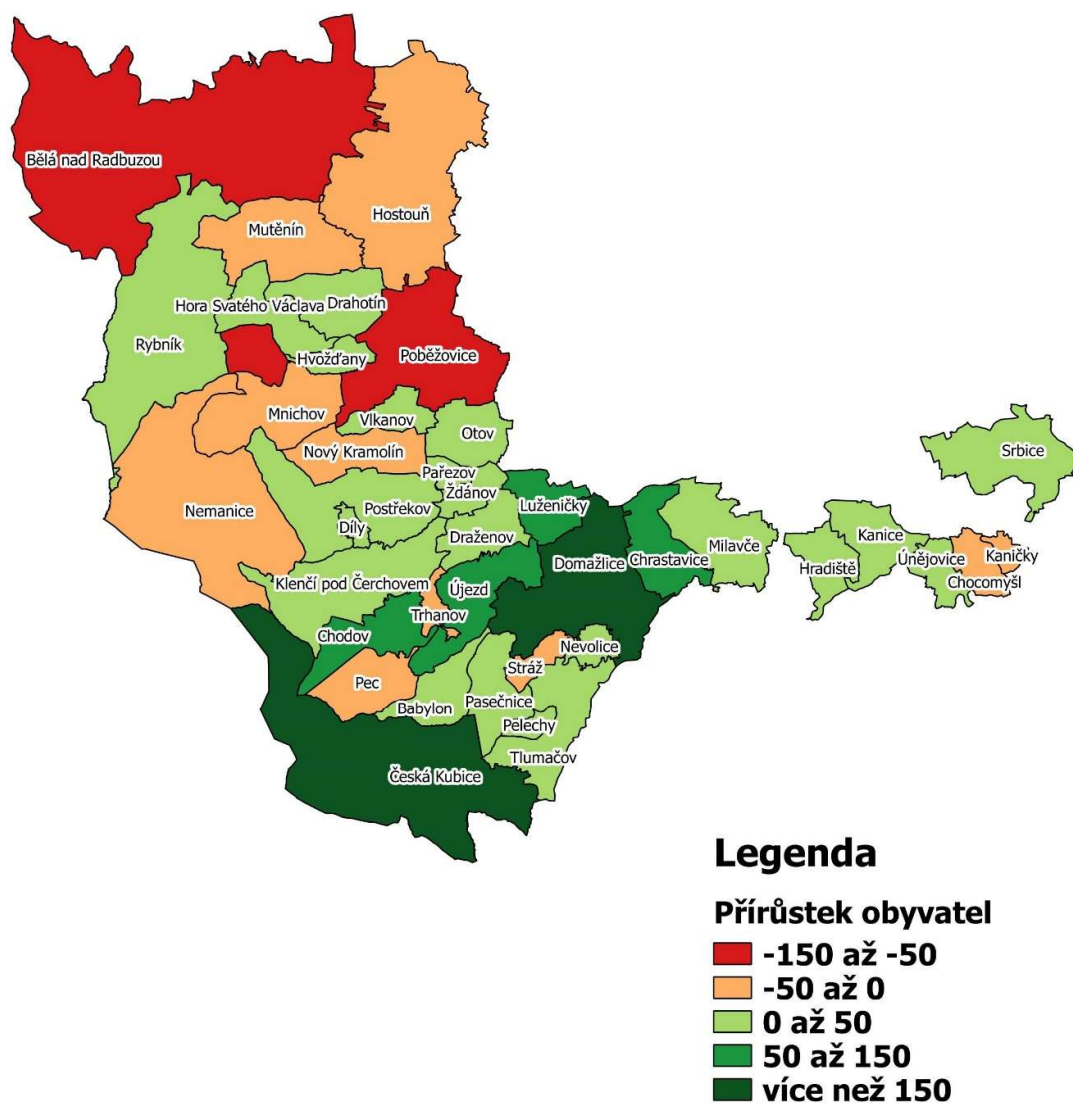 Bělá nad Radbuzou
Hostouň
Mutěnín
Hora Svatého Václava
Drahotín
Rybník
Hvožďany
Poběžovice
Mnichov
Vlkanov
Otov
Nový Kramolín
Srbice
Pařezov
Ždánov
Nemanice
Postřekov
Luženičky
Díly
Draženov
Milavče
Kanice
Domažlice
Chrastavice
Únějovice
Kaničky
Hradiště
Klenčí pod Čerchovem
Újezd
Chocomyšl
Trhanov
Chodov
Nevolice
Stráž
Pec
Babylon
Pasečnice
Pelechy
Tlumačov
Česká Kubice
Legenda
Přírůstek obyvatel
-150 až -50
-50 až 0
0 až 50
50 až 150
více než 150